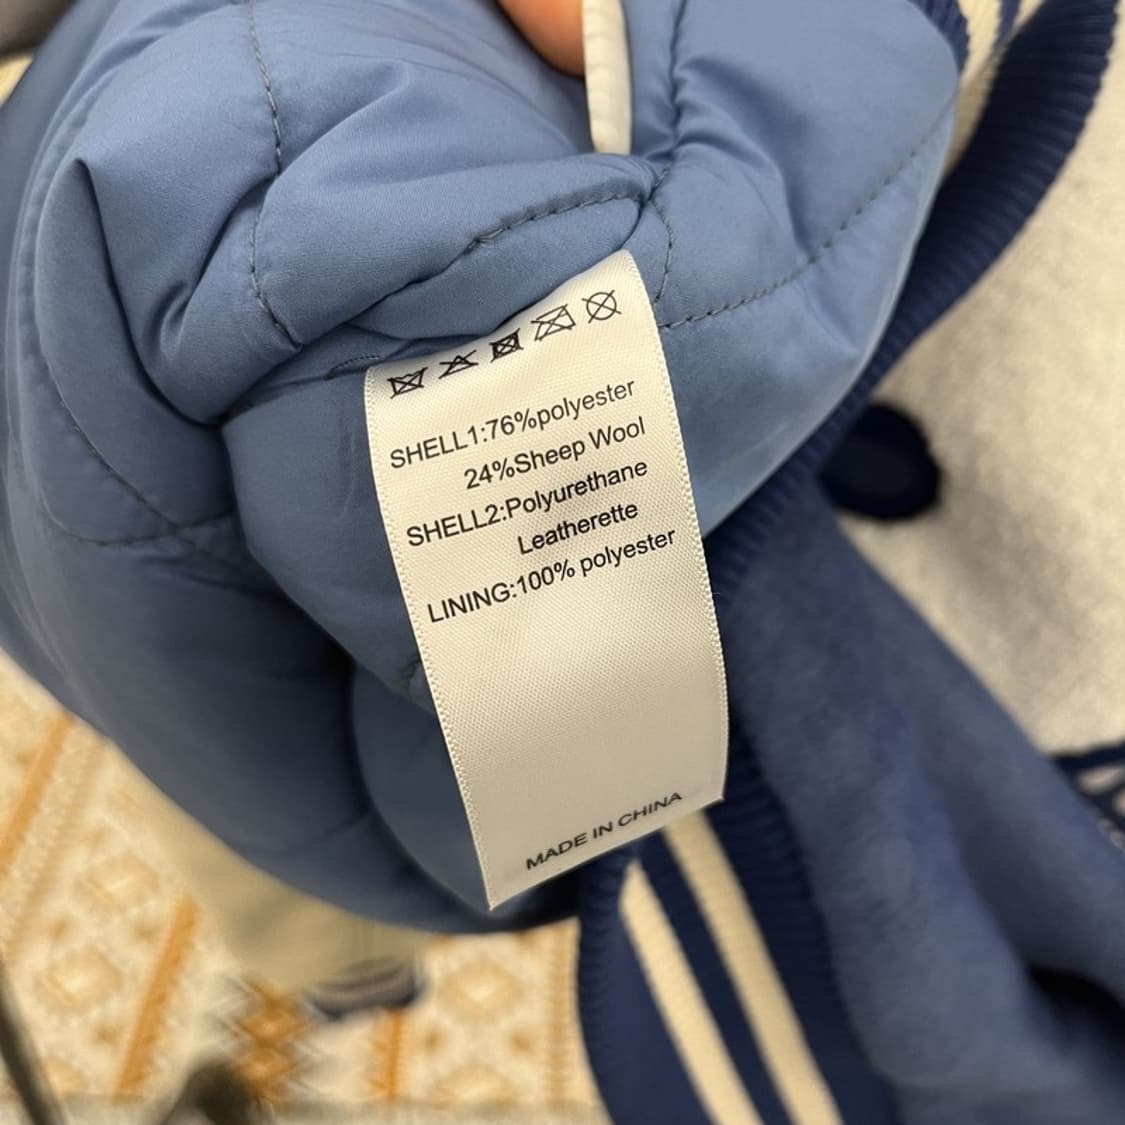 SHELL1:76%polyester
24%Sheep Wool
SHELL2:Polyurethane
Leatherette
LINING:100% polyester
MADE IN CHINA